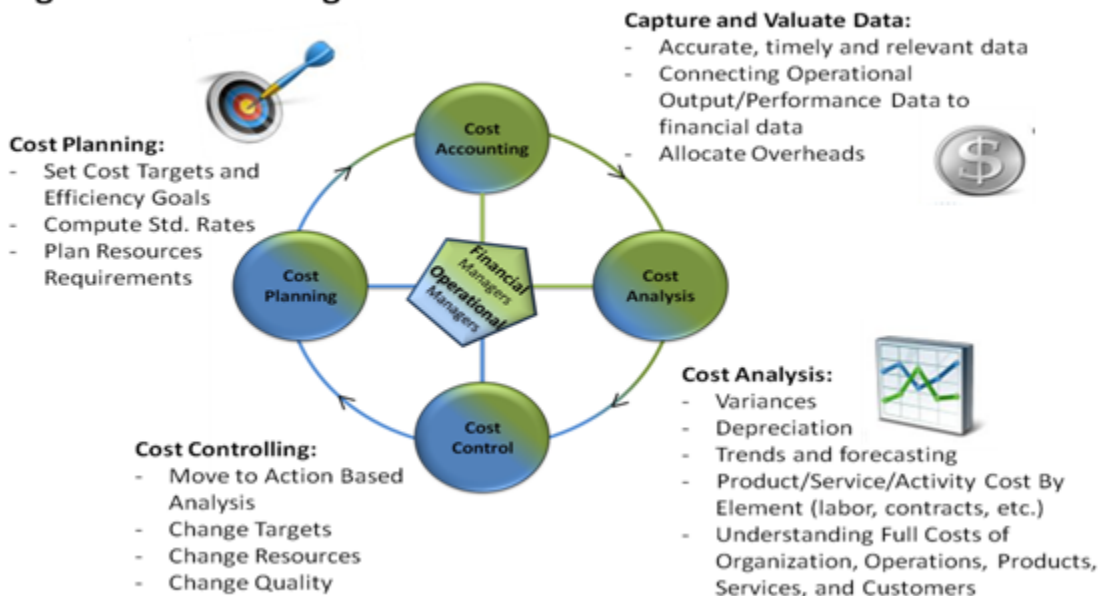 Capture and Valuate Data:
- Accurate, timely and relevant data
- Connecting Operational
Output/Performance Data to
financial data
- Allocate Overheads
$
Cost Planning:
- Set Cost Targets and
Efficiency Goals
- Compute Std. Rates
- Plan Resources
Requirements
Cost
Accounting
Cost
Planning
Financial
Managers
Operational
Managers
Cost
Analysis
Cost
Control
Cost Analysis:
- Variances
- Depreciation
- Trends and forecasting
- Product/Service/Activity Cost By
Element (labor, contracts, etc.)
- Understanding Full Costs of
Organization, Operations, Products,
Services, and Customers
Cost Controlling:
- Move to Action Based
Analysis
- Change Targets
- Change Resources
- Change Quality